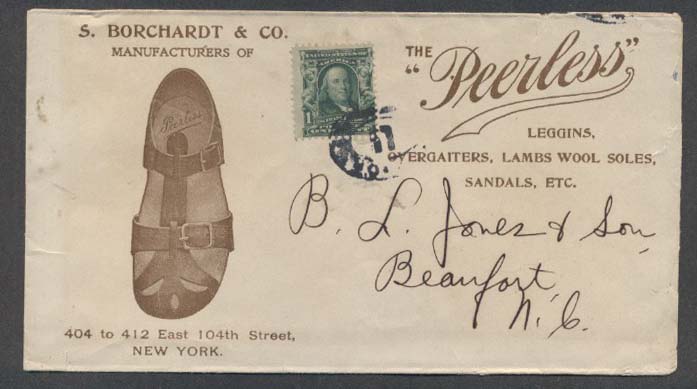 S. BORCHARDT & CO.
MANUFACTURERS OF
Peerless
404 to 412 East 104th Street,
NEW YORK.
THE
"Peerless"
LEGGINS,
OVERGAITERS, LAMBS WOOL SOLES,
SANDALS, ETC.
1
B. L. Jones & Son
Beaufort
N. C.